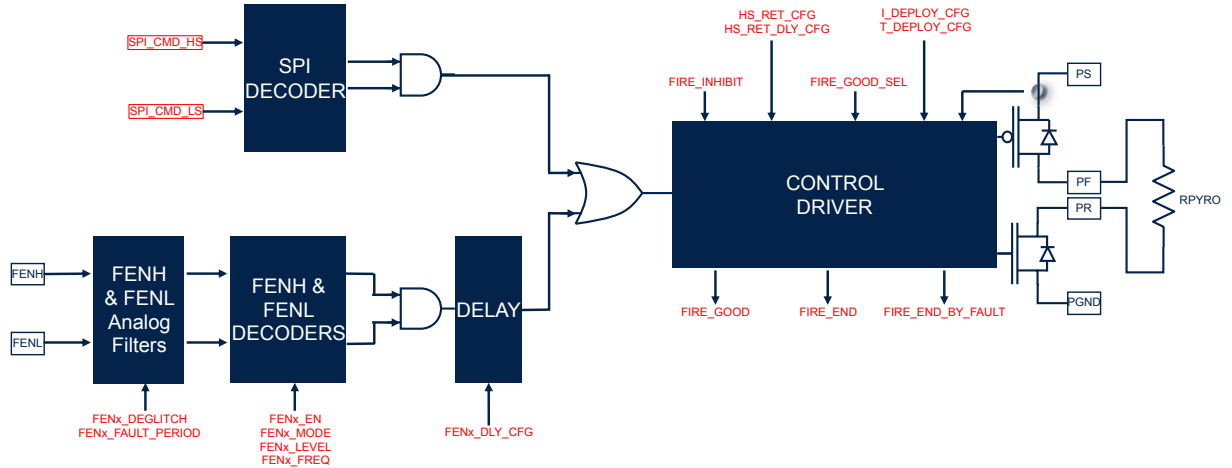 SPI_CMD_HS
SPI_CMD_LS
SPI
DECODER
HS_RET_CFG
HS_RET_DLY_CFG
I_DEPLOY_CFG
T_DEPLOY_CFG
FIRE_INHIBIT
FIRE_GOOD_SEL
PS
CONTROL
DRIVER
PF
PR
RPYRO
PGND
FIRE_GOOD
FIRE_END
FIRE_END_BY_FAULT
FENH
FENL
FENH
& FENL
Analog
Filters
FENH &
FENL
DECODERS
DELAY
FENx_DEGLITCH
FENx_FAULT_PERIOD
FENx_EN
FENx_MODE
FENx_LEVEL
FENx_FREQ
FENx_DLY_CFG